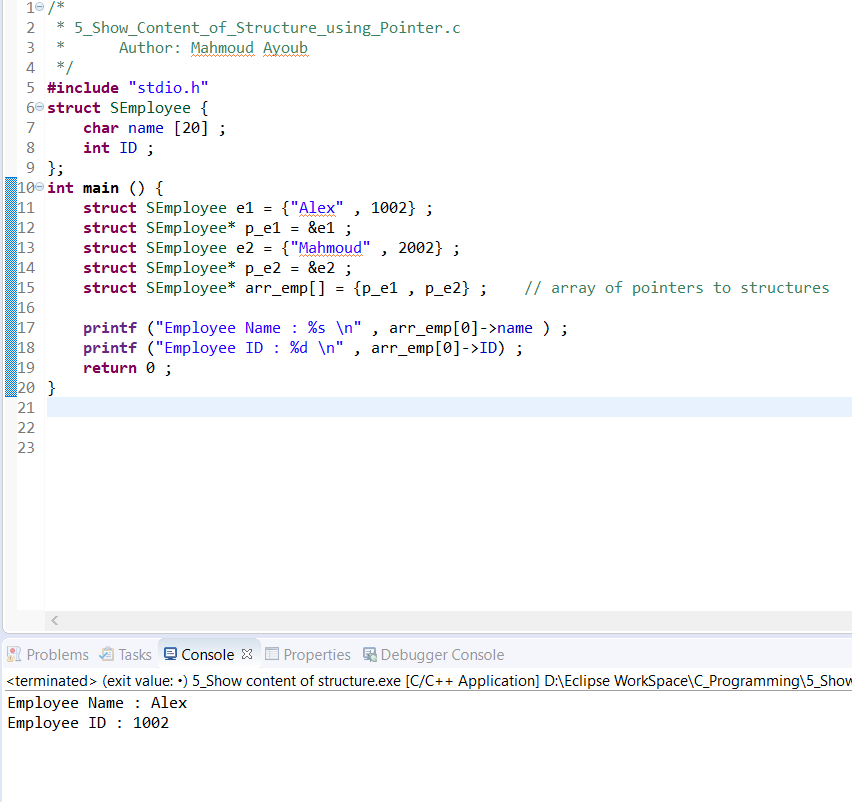 1 /*
2  * 5_Show_Content_of_Structure_using_Pointer.c
3  *      Author: Mahmoud Ayoub
4  */
5 #include "stdio.h"
6 struct SEmployee {
7     char name [20] ;
8     int ID ;
9 };
10 int main () {
11     struct SEmployee e1 = {"Alex" , 1002} ;
12     struct SEmployee* p_e1 = &e1 ;
13     struct SEmployee e2 = {"Mahmoud" , 2002} ;
14     struct SEmployee* p_e2 = &e2 ;
15     struct SEmployee* arr_emp[] = {p_e1 , p_e2} ;    // array of pointers to structures
16
17     printf ("Employee Name : %s \n" , arr_emp[0]->name ) ;
18     printf ("Employee ID : %d \n" , arr_emp[0]->ID) ;
19     return 0 ;
20 }
21
22
23
Problems Tasks Console Properties Debugger Console
<terminated> (exit value: •) 5_Show content of structure.exe [C/C++ Application] D:\Eclipse WorkSpace\C_Programming\5_Show
Employee Name : Alex
Employee ID : 1002